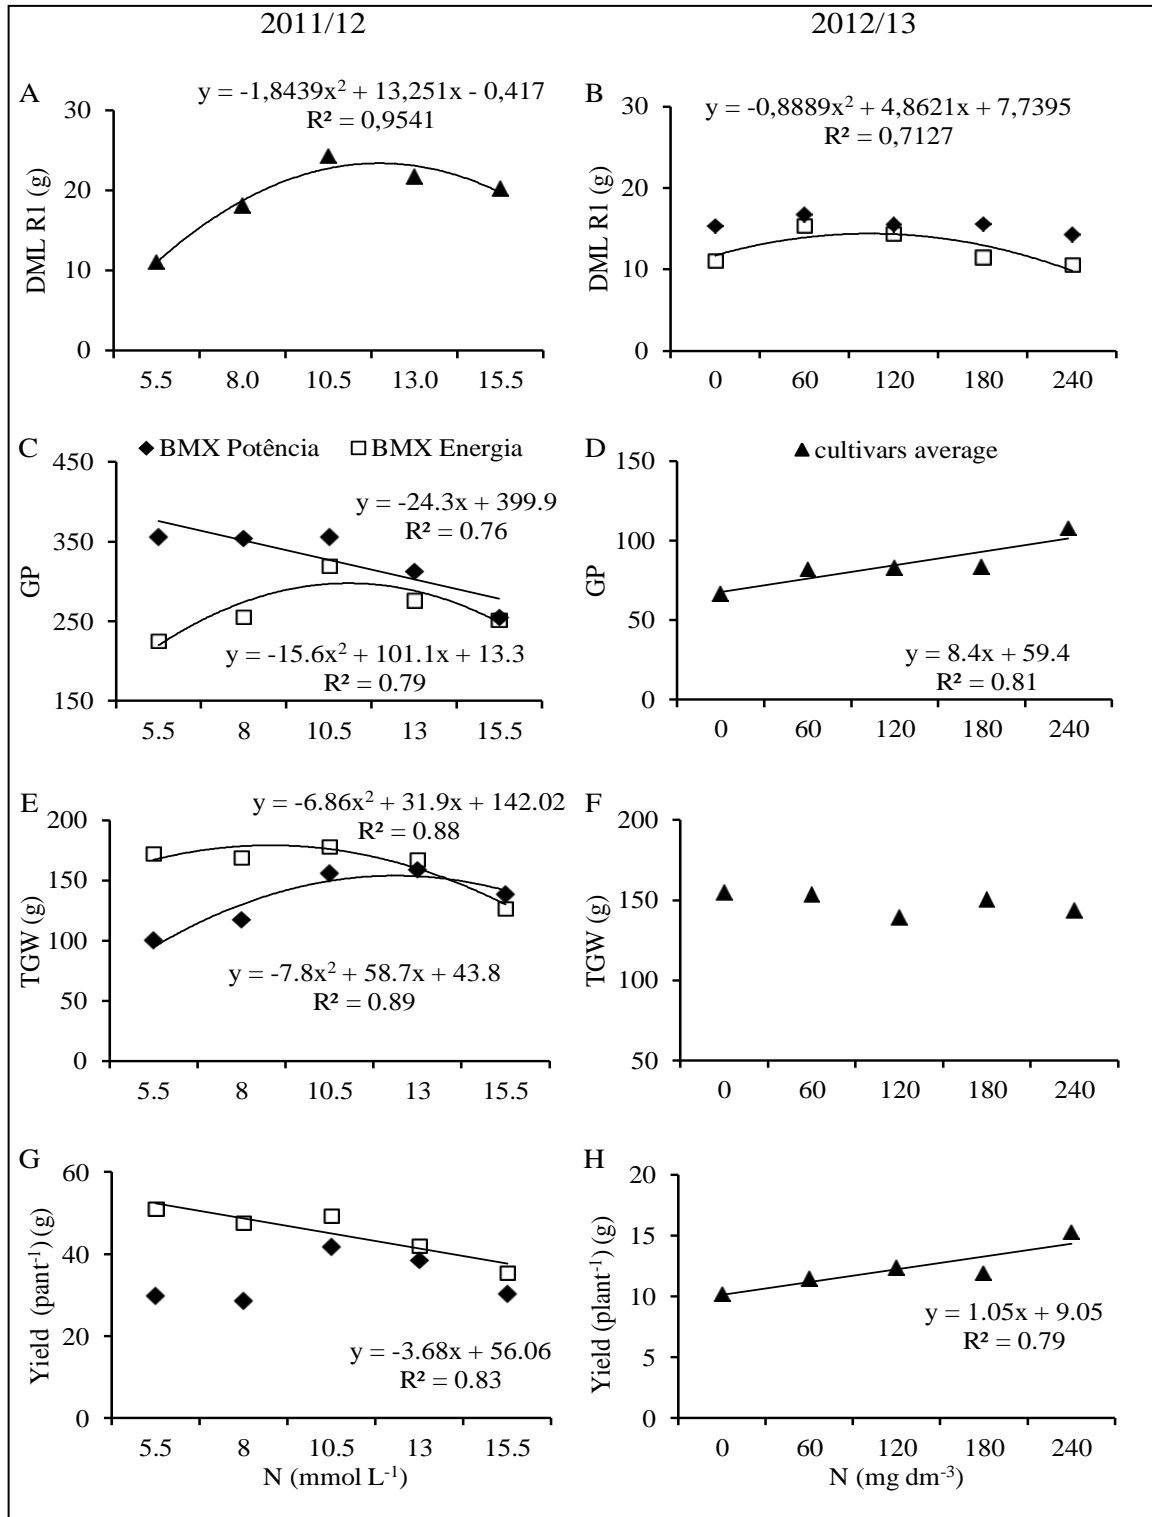 2011/12
2012/13
A
y = -1,8439x² + 13,251x - 0,417
R² = 0,9541
DML R1 (g)
30
20
10
0
5.5 8.0 10.5 13.0 15.5
B
y = -0,8889x² + 4,8621x + 7,7395
R² = 0,7127
DML R1 (g)
30
20
10
0
0 60 120 180 240
C
BMX Potência BMX Energia
y = -24.3x + 399.9
R² = 0.76
GP
450
350
250
150
y = -15.6x² + 101.1x + 13.3
R² = 0.79
5.5 8 10.5 13 15.5
D
cultivars average
GP
150
100
50
0
y = 8.4x + 59.4
R² = 0.81
0 60 120 180 240
E
y = -6.86x² + 31.9x + 142.02
R² = 0.88
TGW (g)
200
150
100
50
0
y = -7.8x² + 58.7x + 43.8
R² = 0.89
5.5 8 10.5 13 15.5
F
TGW (g)
200
150
100
50
0 60 120 180 240
G
Yield (pant⁻¹) (g)
60
40
20
0
y = -3.68x + 56.06
R² = 0.83
5.5 8 10.5 13 15.5
N (mmol L⁻¹)
H
Yield (plant⁻¹) (g)
20
15
10
5
0
y = 1.05x + 9.05
R² = 0.79
0 60 120 180 240
N (mg dm⁻³)